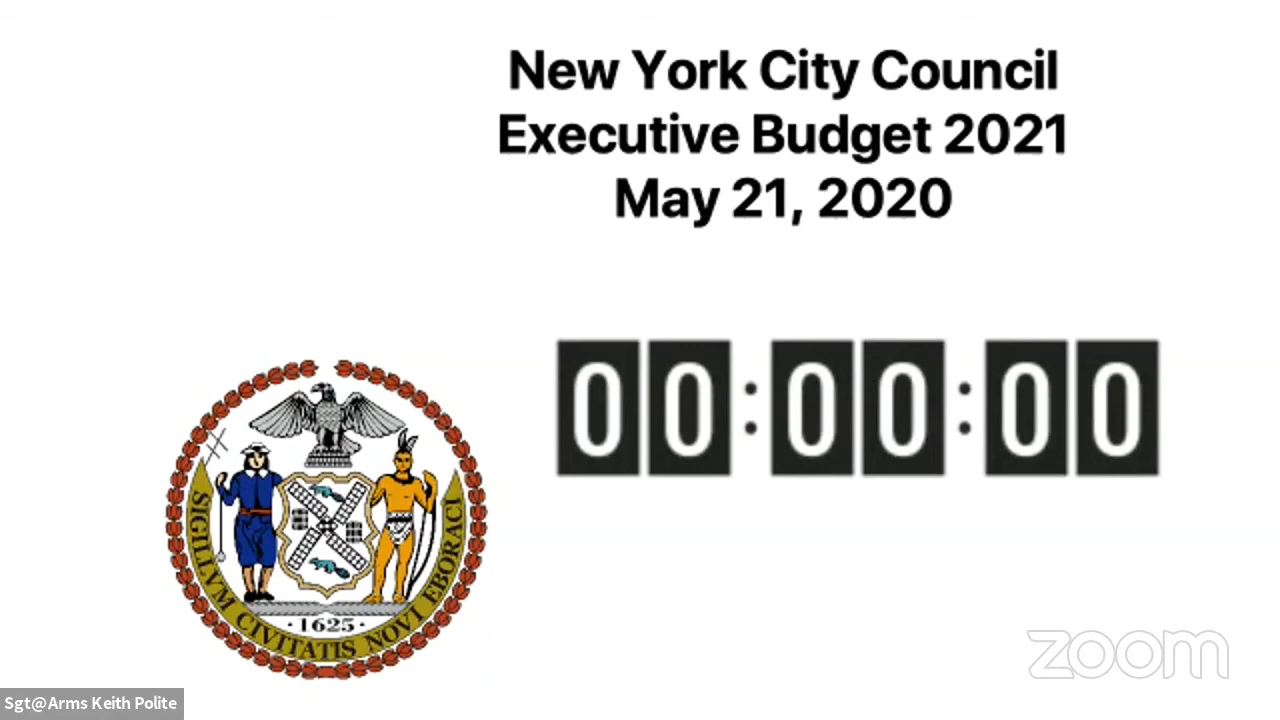 New York City Council
Executive Budget 2021
May 21, 2020
00:00:00
SIGILLVM CIVITATIS NOVI EBORACI
· 1625 ·
zoom
Sgt@Arms Keith Polite